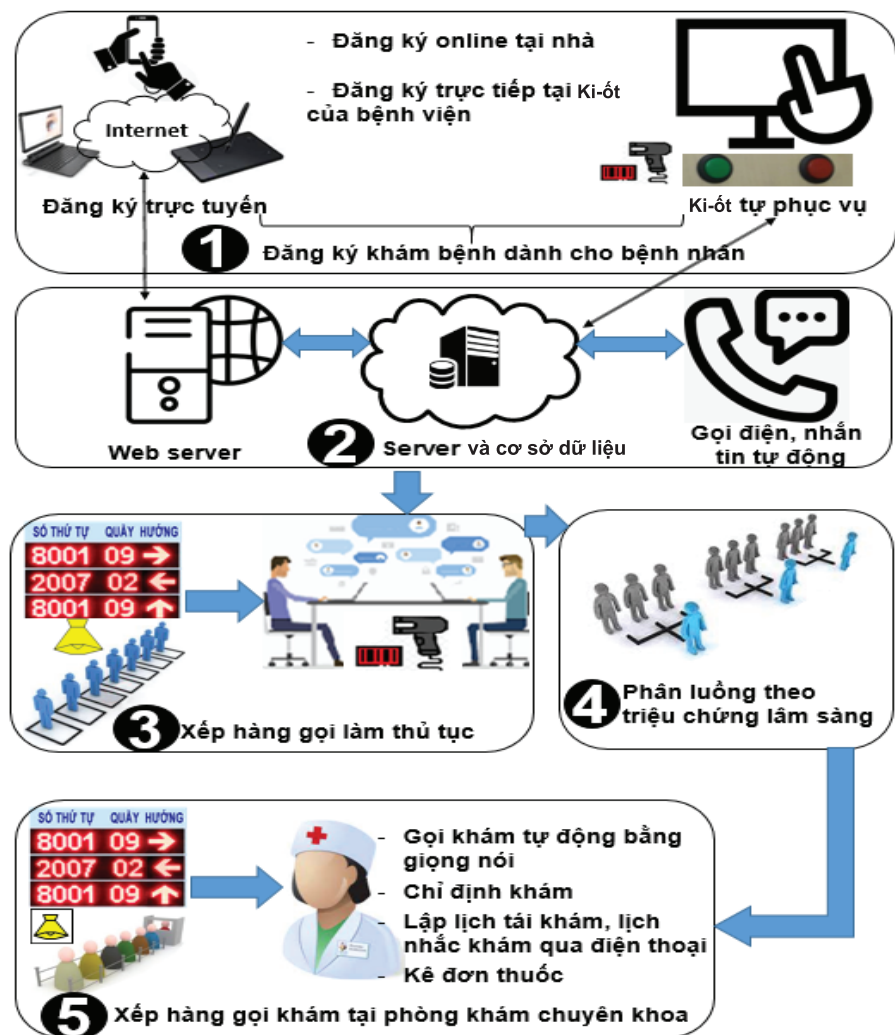 - Đăng ký online tại nhà
- Đăng ký trực tiếp tại Ki-ốt
của bệnh viện
Internet
Đăng ký trực tuyến
Ki-ốt tự phục vụ
1 Đăng ký khám bệnh dành cho bệnh nhân
Web server
2 Server và cơ sở dữ liệu
Gọi điện, nhắn
tin tự động
SỐ THỨ TỰ QUẦY HƯỚNG
8001 09 →
2007 02 ←
8001 09 ↑
3 Xếp hàng gọi làm thủ tục
4 Phân luồng theo
triệu chứng lâm sàng
SỐ THỨ TỰ QUẦY HƯỚNG
8001 09 →
2007 02 ←
8001 09 ↑
- Gọi khám tự động bằng
giọng nói
- Chỉ định khám
- Lập lịch tái khám, lịch
nhắc khám qua điện thoại
- Kê đơn thuốc
5 Xếp hàng gọi khám tại phòng khám chuyên khoa